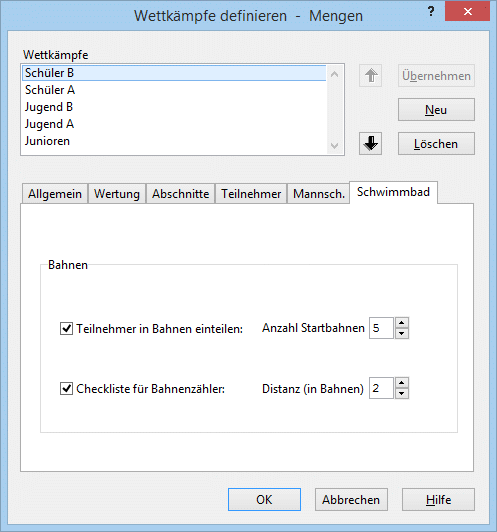 Wettkämpfe definieren - Mengen
?
Wettkämpfe
Schüler B
Schüler A
Jugend B
Jugend A
Junioren
Übernehmen
Neu
Löschen
Allgemein Wertung Abschnitte Teilnehmer Mannsch. Schwimmbad
Bahnen
Teilnehmer in Bahnen einteilen: Anzahl Startbahnen 5
Checkliste für Bahnenzähler: Distanz (in Bahnen) 2
OK Abbrechen Hilfe